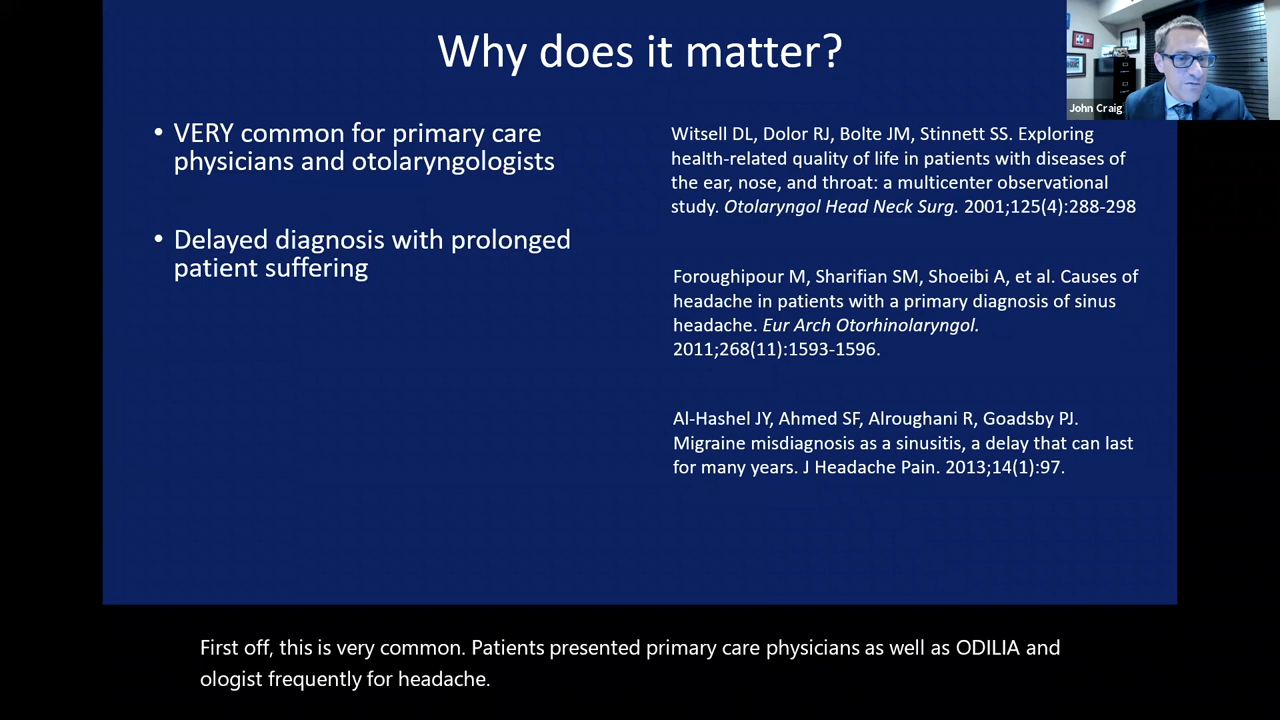 Why does it matter?
• VERY common for primary care
physicians and otolaryngologists
• Delayed diagnosis with prolonged
patient suffering
Witsell DL, Dolor RJ, Bolte JM, Stinnett SS. Exploring
health-related quality of life in patients with diseases of
the ear, nose, and throat: a multicenter observational
study. Otolaryngol Head Neck Surg. 2001;125(4):288-298
Foroughipour M, Sharifian SM, Shoeibi A, et al. Causes of
headache in patients with a primary diagnosis of sinus
headache. Eur Arch Otorhinolaryngol.
2011;268(11):1593-1596.
Al-Hashel JY, Ahmed SF, Alroughani R, Goadsby PJ.
Migraine misdiagnosis as a sinusitis, a delay that can last
for many years. J Headache Pain. 2013;14(1):97.
John Craig
First off, this is very common. Patients presented primary care physicians as well as ODILIA and
ologist frequently for headache.